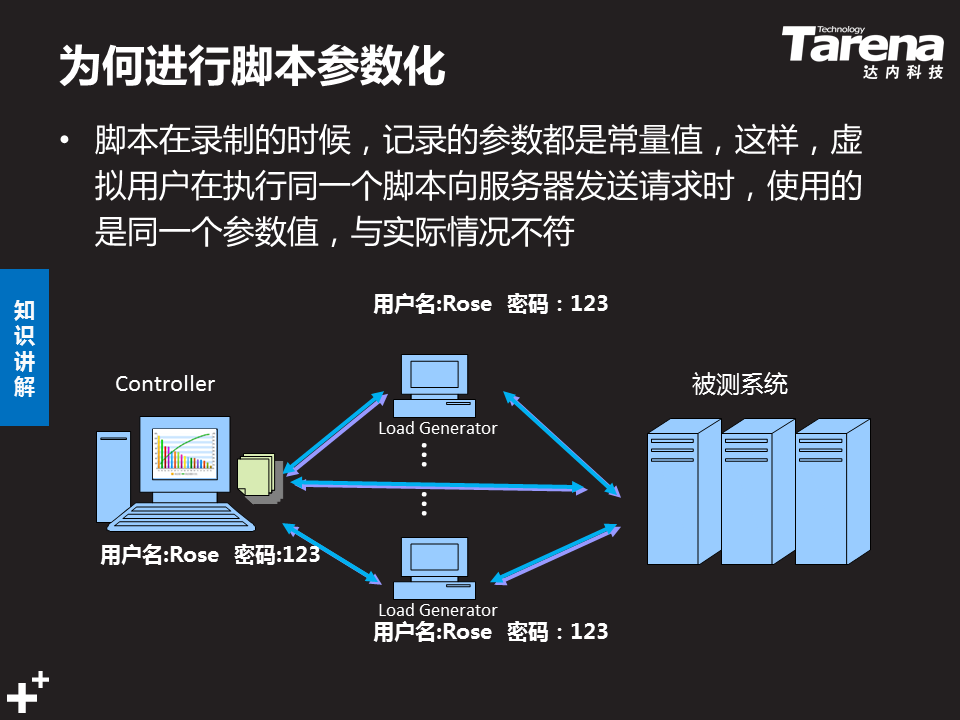 为何进行脚本参数化
Technology
Tarena
达内科技
• 脚本在录制的时候，记录的参数都是常量值，这样，虚
拟用户在执行同一个脚本向服务器发送请求时，使用的
是同一个参数值，与实际情况不符
知识讲解
用户名:Rose 密码：123
Controller
被测系统
Load Generator
用户名:Rose 密码:123
Load Generator
用户名:Rose 密码：123